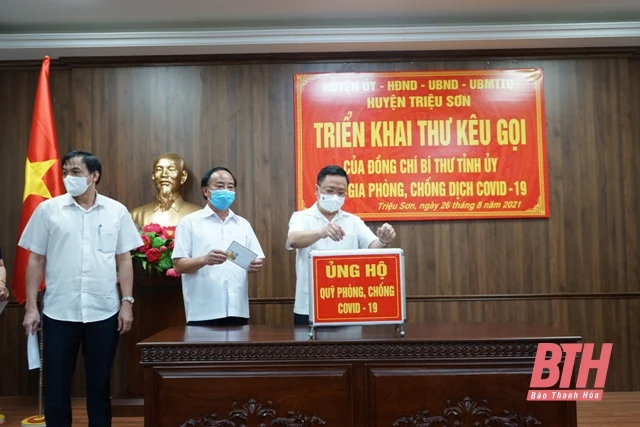 HUYỆN ỦY - HĐND - UBND - UBMTTQ
HUYỆN TRIỆU SƠN
TRIỂN KHAI THƯ KÊU GỌI
CỦA ĐỒNG CHÍ BÍ THƯ TỈNH ỦY
GIA PHÒNG, CHỐNG DỊCH COVID -19
Triệu Sơn, ngày 26 tháng 8 năm 2021
ỦNG HỘ
QUỸ PHÒNG, CHỐNG
COVID - 19
BTH
Báo Thanh Hóa